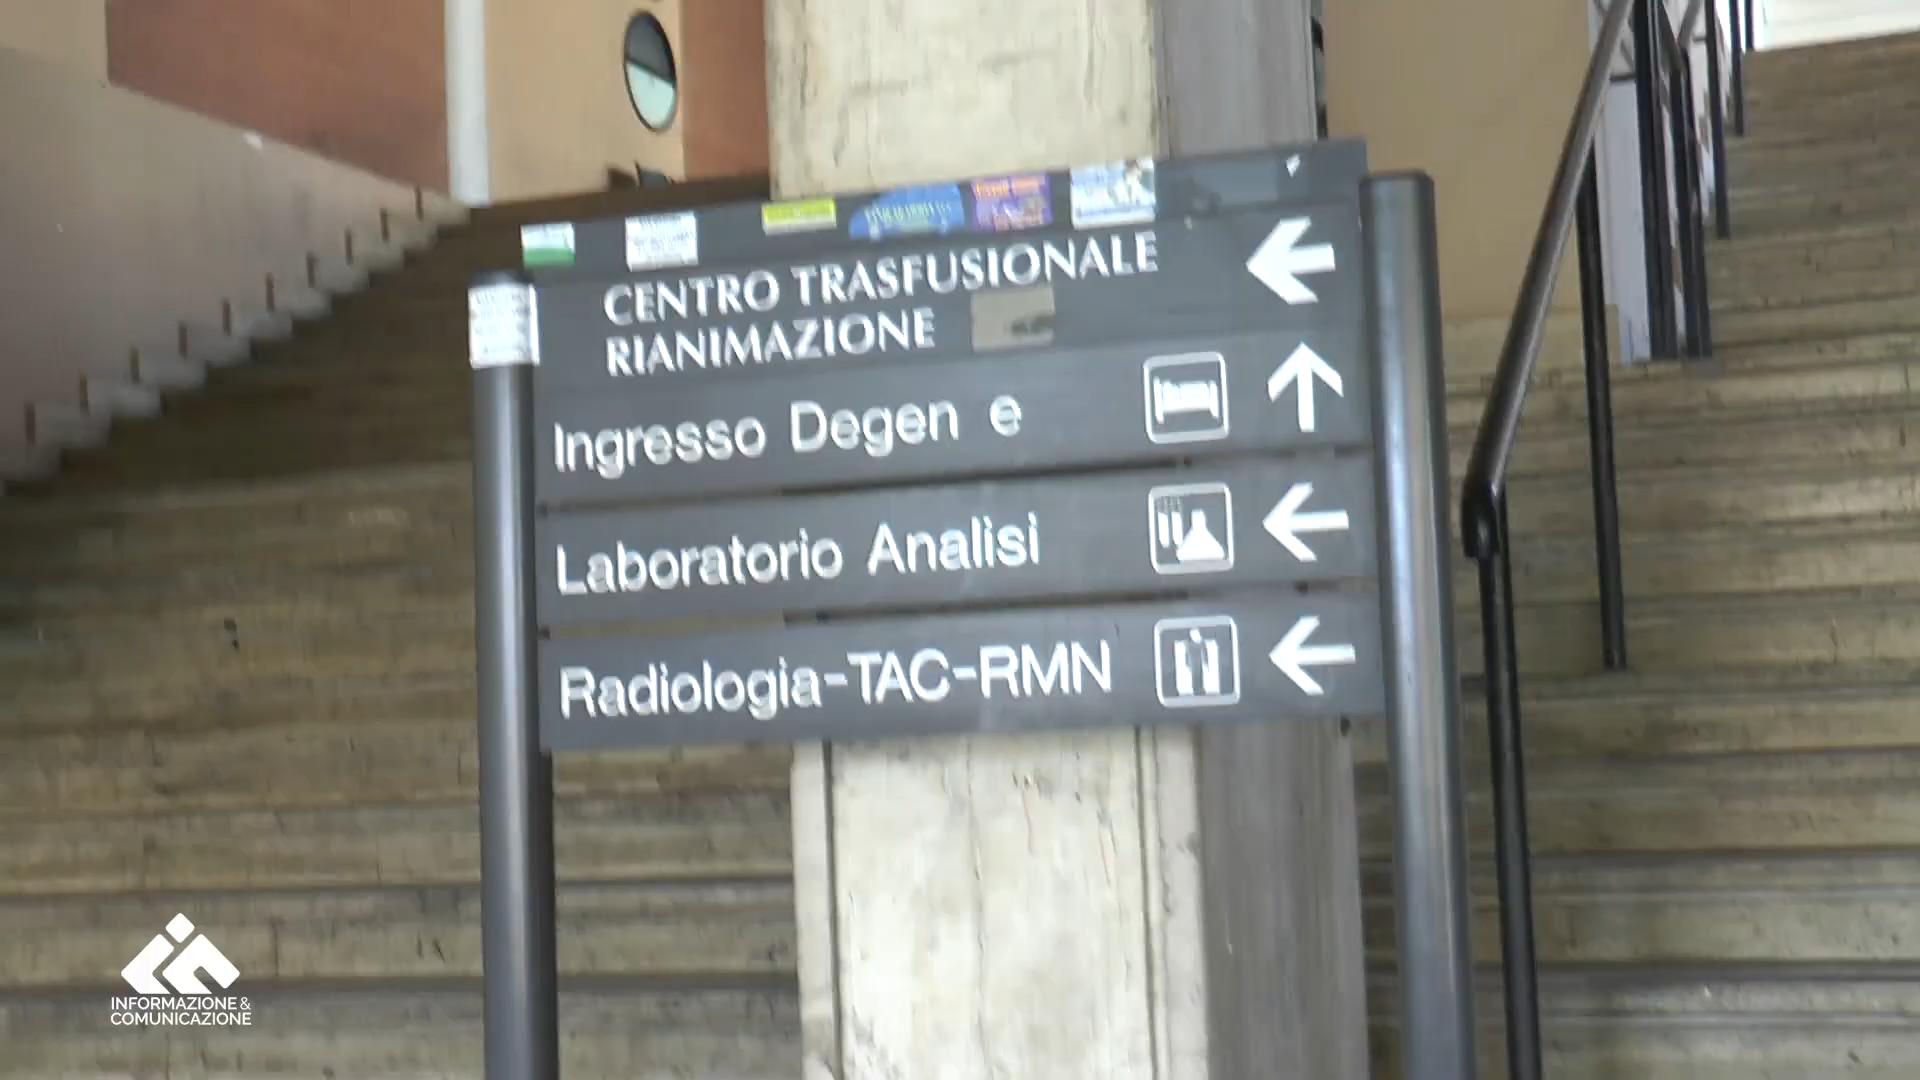 CENTRO TRASFUSIONALE
RIANIMAZIONE
Ingresso Degen e
Laboratorio Analisi
Radiologia-TAC-RMN
INFORMAZIONE&
COMUNICAZIONE